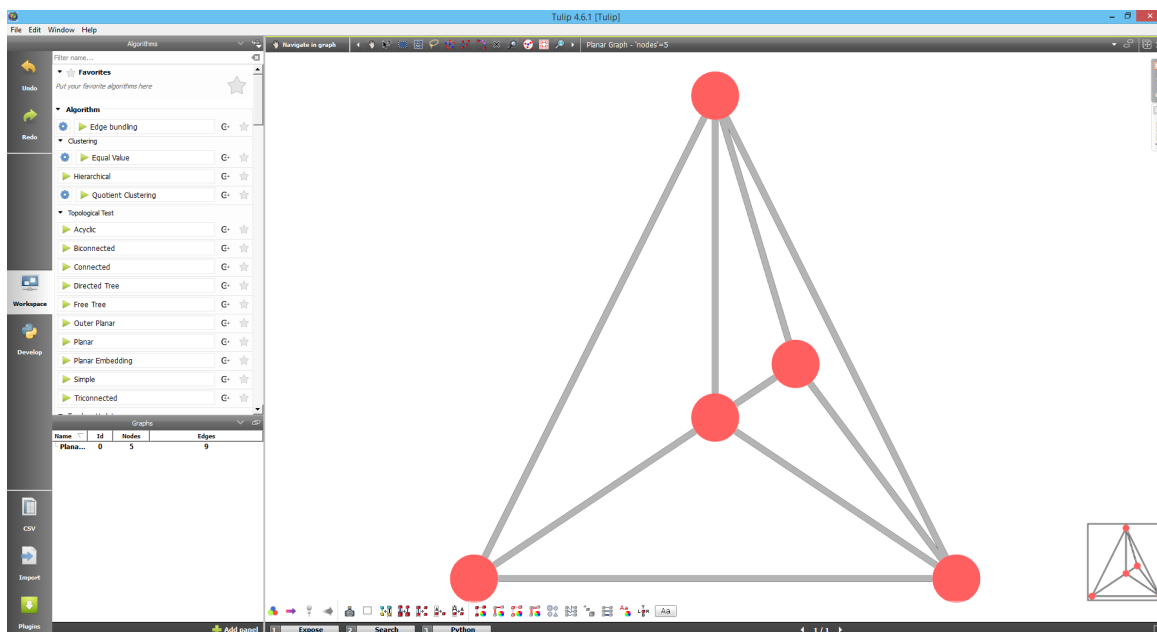 Tulip 4.6.1 [Tulip]
File Edit Window Help
Algorithms
Navigate in graph
Planar Graph - 'nodes'=5
Filter name...
Undo
Redo
Workspace
Develop
CSV
Import
Plugins
Favorites
Put your favorite algorithms here
Algorithm
Edge bundling
Clustering
Equal Value
Hierarchical
Quotient Clustering
Topological Test
Acyclic
Biconnected
Connected
Directed Tree
Free Tree
Outer Planar
Planar
Planar Embedding
Simple
Triconnected
Graphs
Name Id Nodes Edges
Plana... 0 5 9
Aa
Add panel
1 Expose 2 Search 3 Python
1 / 1